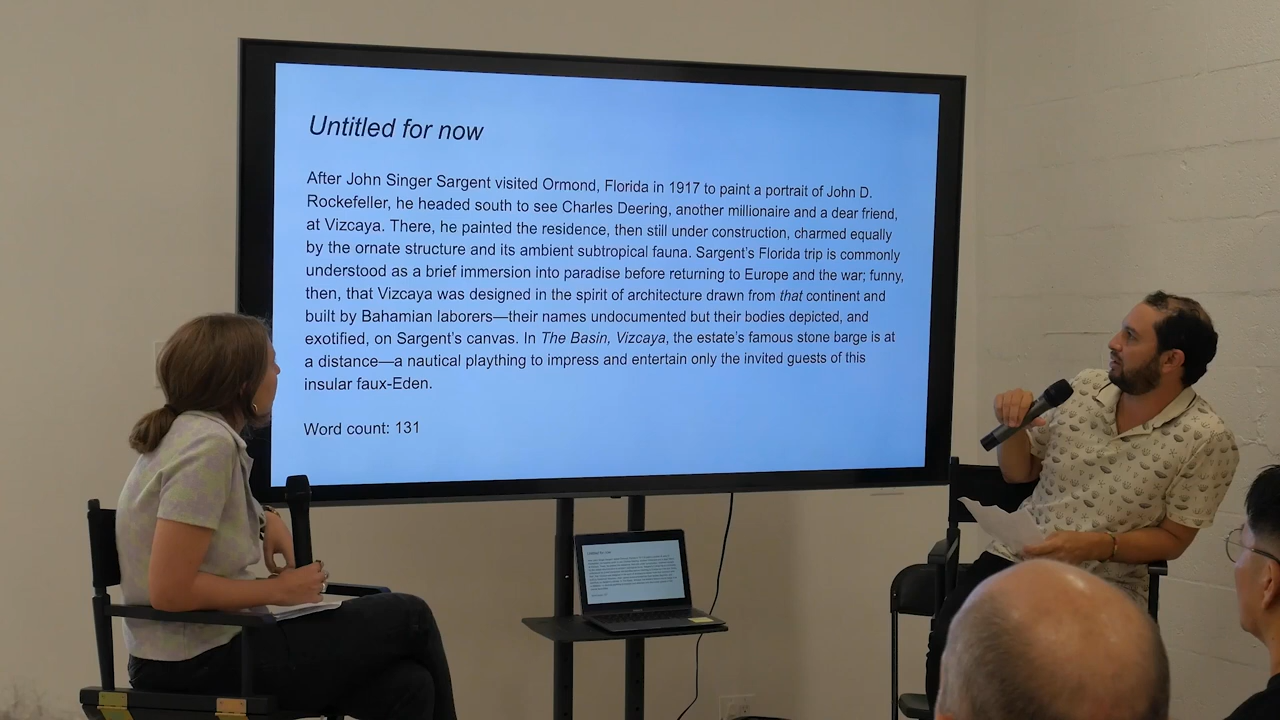 Untitled for now
After John Singer Sargent visited Ormond, Florida in 1917 to paint a portrait of John D.
Rockefeller, he headed south to see Charles Deering, another millionaire and a dear friend,
at Vizcaya. There, he painted the residence, then still under construction, charmed equally
by the ornate structure and its ambient subtropical fauna. Sargent's Florida trip is commonly
understood as a brief immersion into paradise before returning to Europe and the war; funny,
then, that Vizcaya was designed in the spirit of architecture drawn from that continent and
built by Bahamian laborers—their names undocumented but their bodies depicted, and
exotified, on Sargent's canvas. In The Basin, Vizcaya, the estate's famous stone barge is at
a distance—a nautical plaything to impress and entertain only the invited guests of this
insular faux-Eden.
Word count: 131